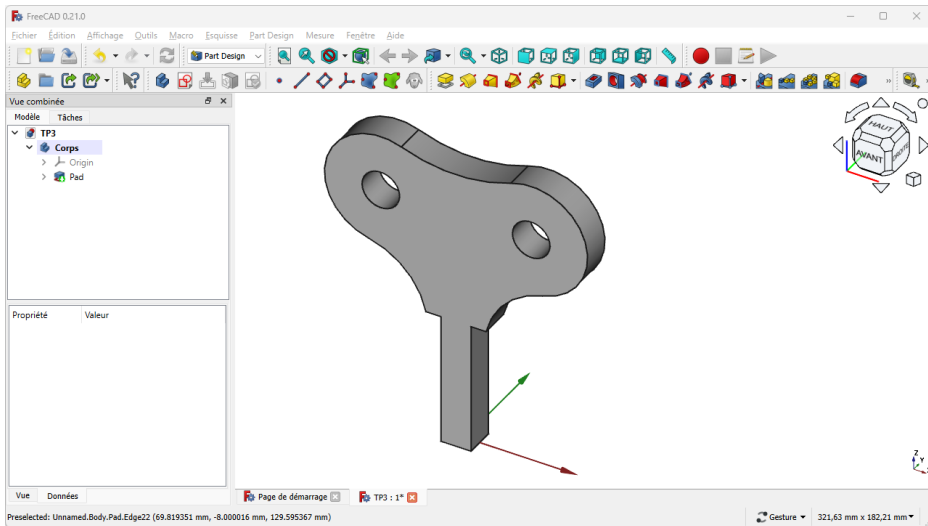 FreeCAD 0.21.0
Fichier Édition Affichage Outils Macro Esquisse Part Design Mesure Fenêtre Aide
Part Design
Vue combinée
Modèle Tâches
TP3
Corps
Origin
Pad
HAUT
AVANT DROITE
Propriété Valeur
Z
Y
Vue Données
Page de démarrage TP3 : 1*
Preselected: Unnamed.Body.Pad.Edge22 (69.819351 mm, -8.000016 mm, 129.595367 mm) Gesture 321,63 mm x 182,21 mm